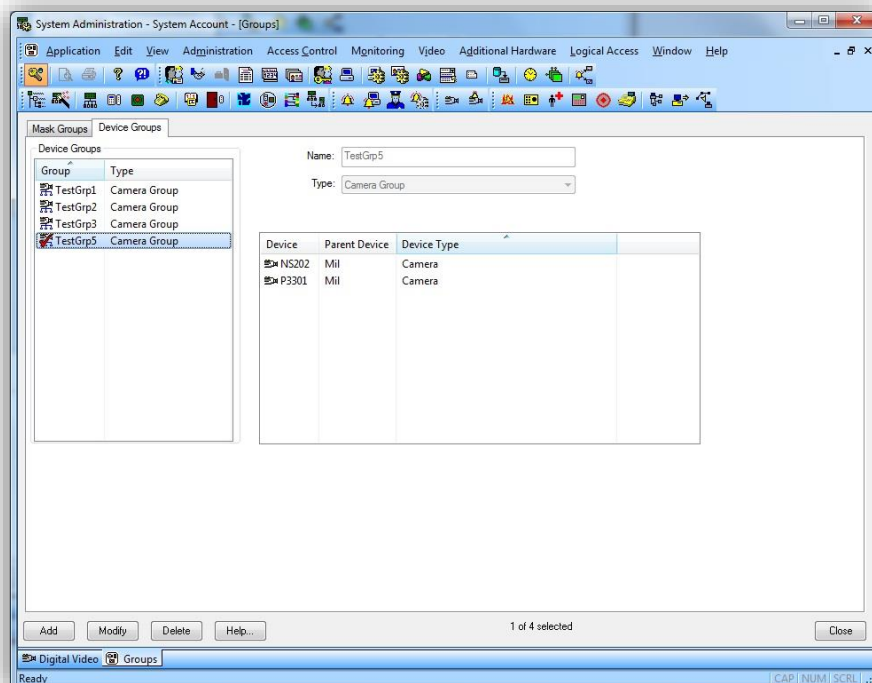 System Administration - System Account - [Groups]
Application Edit View Administration Access Control Monitoring Video Additional Hardware Logical Access Window Help
Mask Groups Device Groups
Device Groups
Group Type
TestGrp1 Camera Group
TestGrp2 Camera Group
TestGrp3 Camera Group
TestGrp5 Camera Group
Name: TestGrp5
Type: Camera Group
Device Parent Device Device Type
NS202 Mil Camera
P3301 Mil Camera
Add Modify Delete Help... 1 of 4 selected Close
Digital Video Groups
Ready CAP NUM SCRL